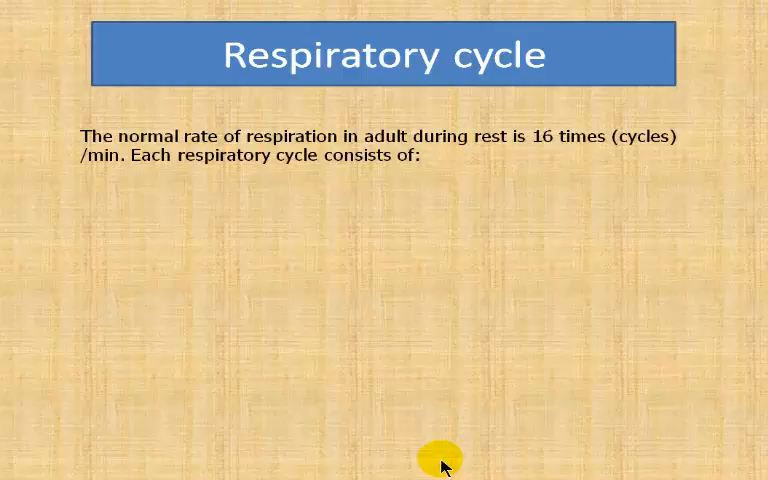 Respiratory cycle
The normal rate of respiration in adult during rest is 16 times (cycles)
/min. Each respiratory cycle consists of: